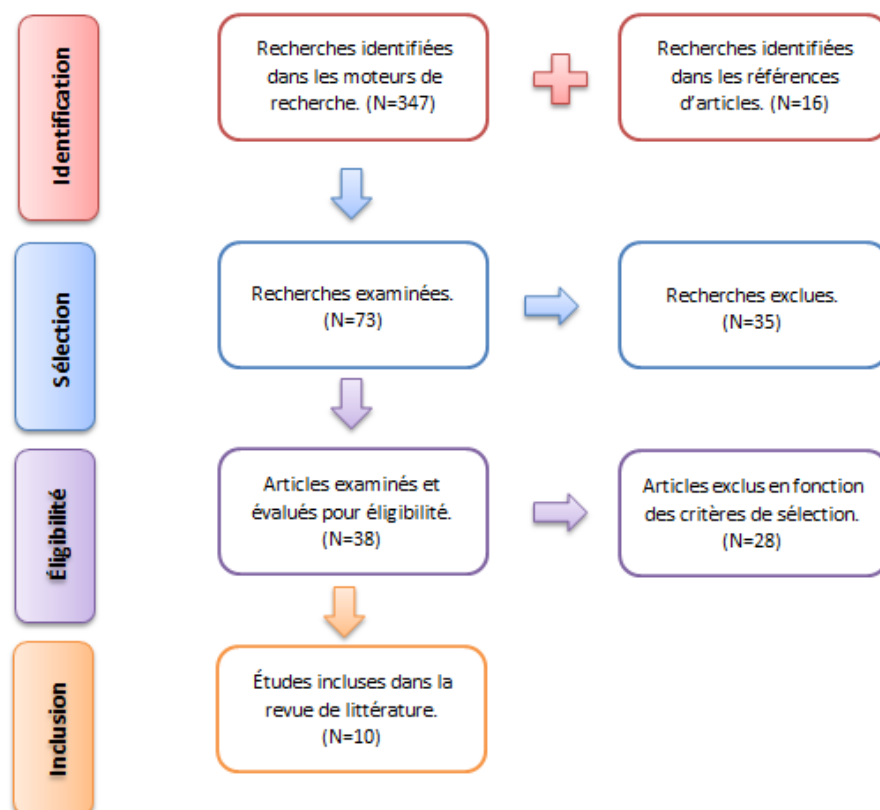 Identification
Recherches identifiées
dans les moteurs de
recherche. (N=347)
Recherches identifiées
dans les références
d'articles. (N=16)
Sélection
Recherches examinées.
(N=73)
Recherches exclues.
(N=35)
Éligibilité
Articles examinés et
évalués pour éligibilité.
(N=38)
Articles exclus en fonction
des critères de sélection.
(N=28)
Inclusion
Études incluses dans la
revue de littérature.
(N=10)